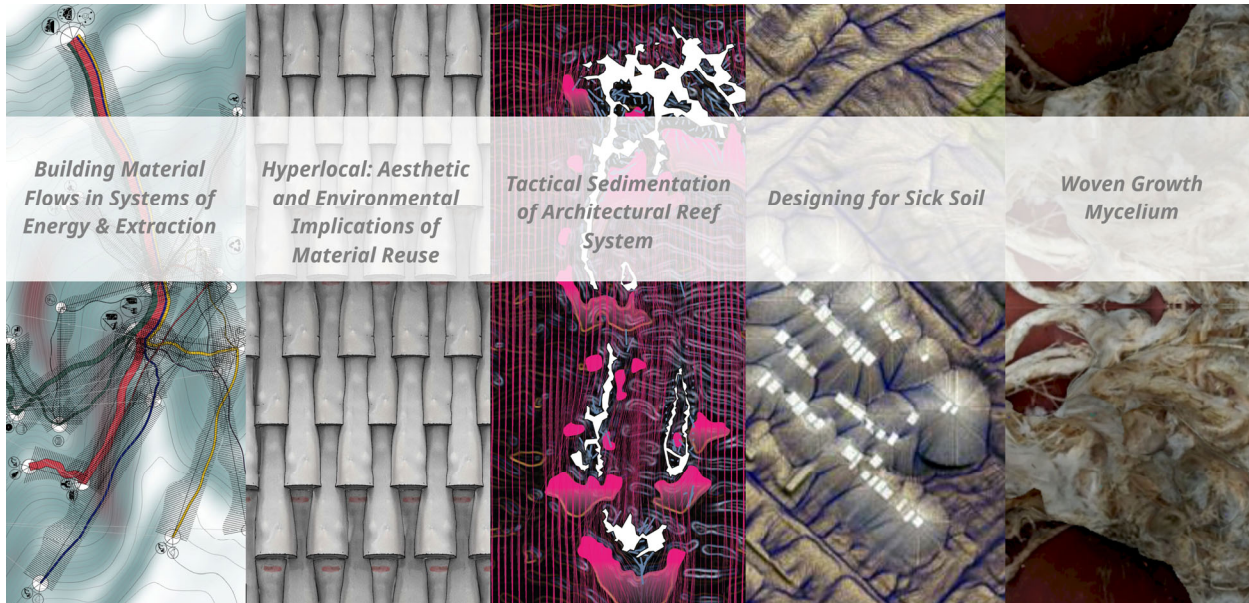 Building Material
Flows in Systems of
Energy & Extraction
Hyperlocal: Aesthetic
and Environmental
Implications of
Material Reuse
Tactical Sedimentation
of Architectural Reef
System
Designing for Sick Soil
Woven Growth
Mycelium